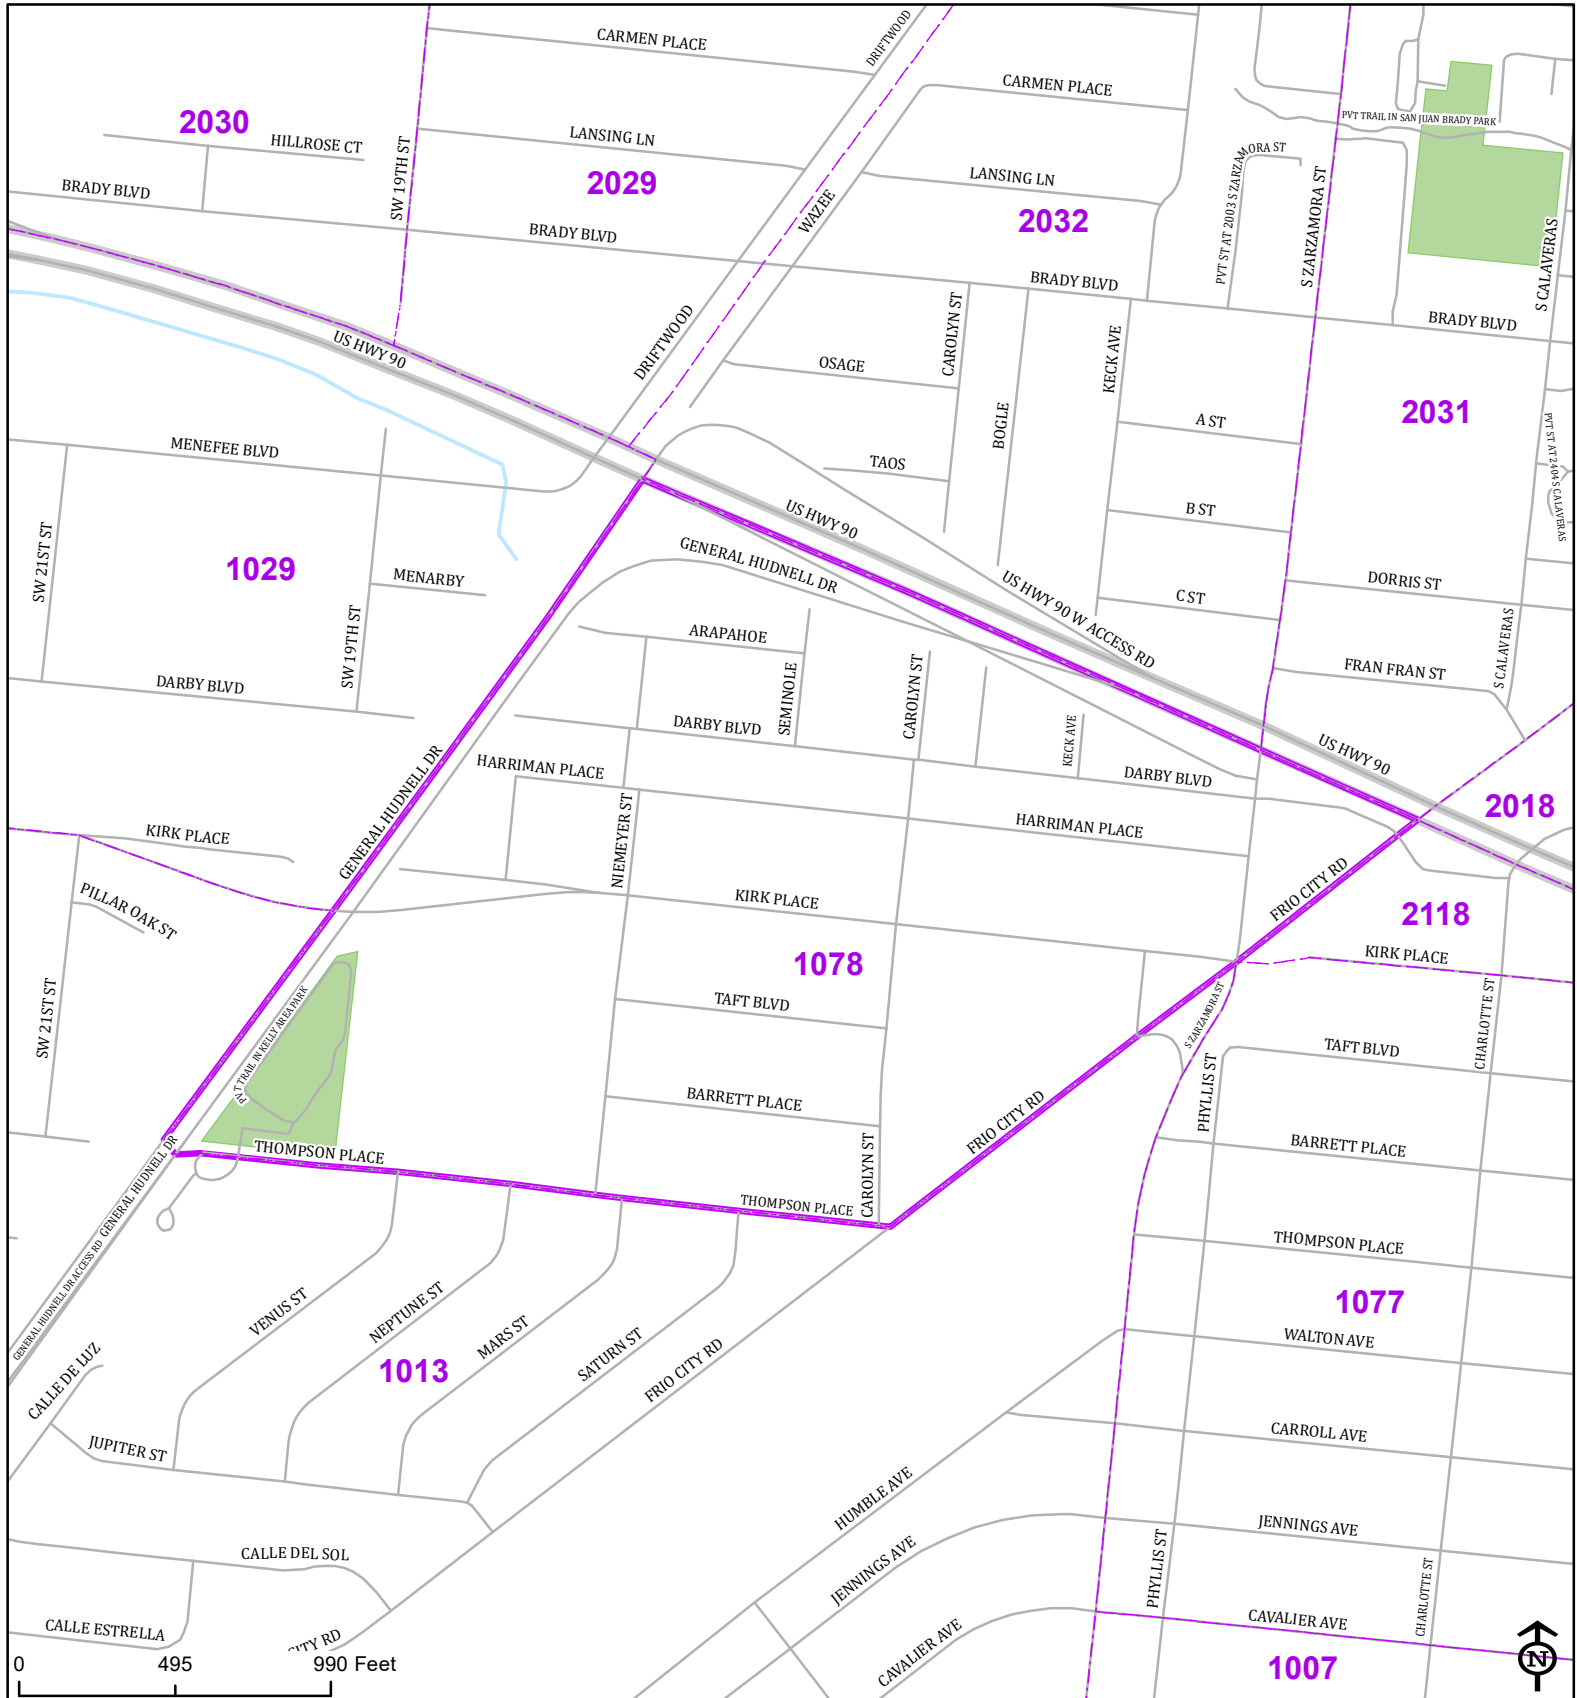 DRIFTWOOD
CARMEN PLACE
CARMEN PLACE
2030
HILLROSE CT
SW 19TH ST
LANSING LN
PVT TRAIL IN SAN JUAN BRADY PARK
BRADY BLVD
2029
WAZEE
LANSING LN
2032
PVT ST AT 2003 S ZARZAMORA ST
S ZARZAMORA ST
S CALAVERAS
BRADY BLVD
BRADY BLVD
BRADY BLVD
US HWY 90
DRIFTWOOD
OSAGE
CAROLYN ST
KECK AVE
2031
BOGLE
A ST
PVT ST AT 2404 S CALAVERAS
MENEFEE BLVD
TAOS
US HWY 90
B ST
SW 21ST ST
1029
MENARBY
GENERAL HUDNELL DR
US HWY 90 W ACCESS RD
C ST
DORRIS ST
SW 19TH ST
ARAPAHOE
S CALAVERAS
FRAN FRAN ST
DARBY BLVD
SEMINOLE
CAROLYN ST
DARBY BLVD
KECK AVE
US HWY 90
HARRIMAN PLACE
DARBY BLVD
2018
GENERAL HUDNELL DR
NIEMEYER ST
HARRIMAN PLACE
KIRK PLACE
PILLAR OAK ST
KIRK PLACE
FRIO CITY RD
2118
1078
KIRK PLACE
SW 21ST ST
PVT TRAIL IN KELLY AREA PARK
TAFT BLVD
S ZARZAMORA ST
CHARLOTTE ST
TAFT BLVD
PHYLLIS ST
BARRETT PLACE
FRIO CITY RD
BARRETT PLACE
THOMPSON PLACE
GENERAL HUDNELL DR
THOMPSON PLACE
CAROLYN ST
THOMPSON PLACE
GENERAL HUDNELL DR ACCESS RD
VENUS ST
NEPTUNE ST
MARS ST
SATURN ST
1077
1013
FRIO CITY RD
WALTON AVE
CALLE DE LUZ
JUPITER ST
CARROLL AVE
HUMBLE AVE
JENNINGS AVE
CALLE DEL SOL
JENNINGS AVE
PHYLLIS ST
CHARLOTTE ST
CALLE ESTRELLA
CITY RD
CAVALIER AVE
CAVALIER AVE
1007
N
0 495 990 Feet